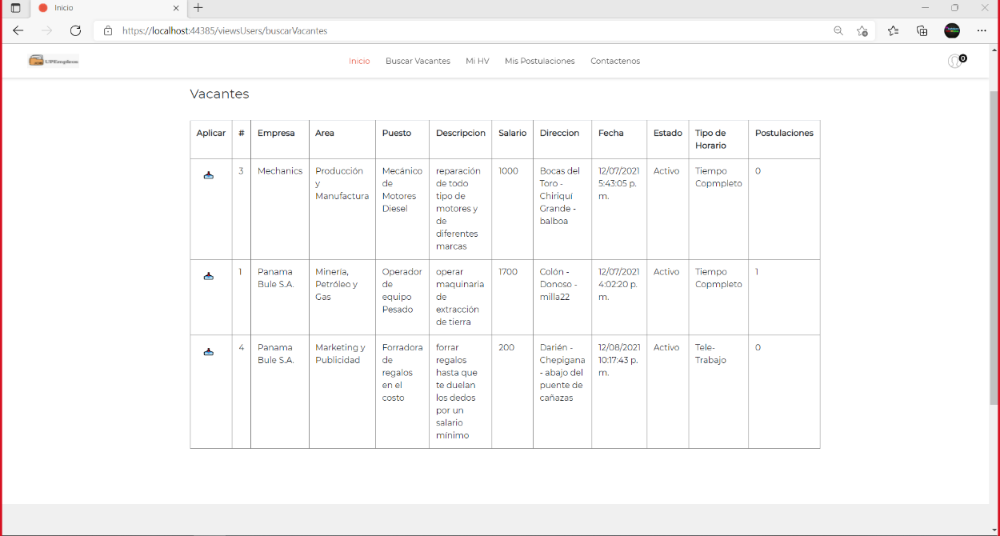 Inicio
https://localhost:44385/viewsUsers/buscarVacantes
UPEmpleos
Inicio
Buscar Vacantes
Mi HV
Mis Postulaciones
Contactenos
0
Vacantes
Aplicar
#
Empresa
Area
Puesto
Descripcion
Salario
Direccion
Fecha
Estado
Tipo de
Horario
Postulaciones
3
Mechanics
Producción
y
Manufactura
Mecánico
de
Motores
Diesel
reparación
de todo
tipo de
motores y
de
diferentes
marcas
1000
Bocas del
Toro -
Chiriquí
Grande -
balboa
12/07/2021
5:43:05 p.
m.
Activo
Tiempo
Copmpleto
0
1
Panama
Bule S.A.
Minería,
Petróleo y
Gas
Operador
de
equipo
Pesado
operar
maquinaria
de
extracción
de tierra
1700
Colón -
Donoso -
milla22
12/07/2021
4:02:20 p.
m.
Activo
Tiempo
Copmpleto
1
4
Panama
Bule S.A.
Marketing y
Publicidad
Forradora
de
regalos
en el
costo
forrar
regalos
hasta que
te duelan
los dedos
por un
salario
mínimo
200
Darién -
Chepigana
- abajo del
puente de
cañazas
12/08/2021
10:17:43 p.
m.
Activo
Tele-
Trabajo
0